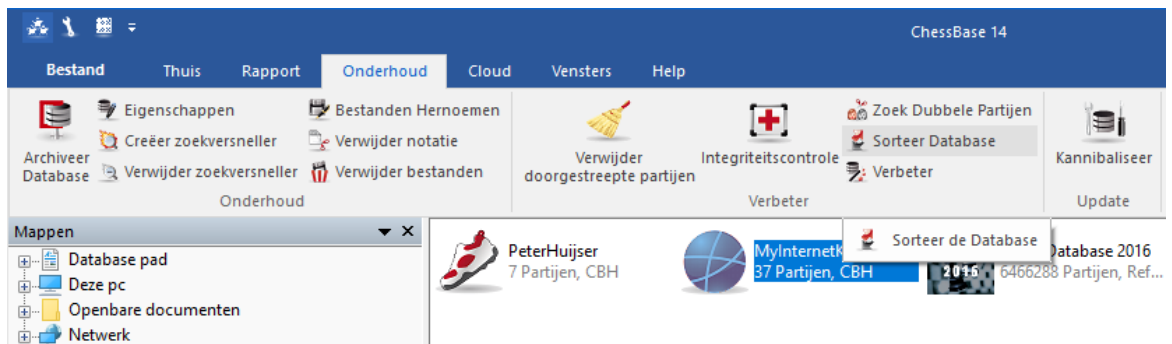 ChessBase 14
Bestand Thuis Rapport Onderhoud Cloud Vensters Help
Archiveer
Database
Eigenschappen
Creëer zoekversneller
Verwijder zoekversneller
Bestanden Hernoemen
Verwijder notatie
Verwijder bestanden
Onderhoud
Verwijder
doorgestreepte partijen
Integriteitscontrole
Zoek Dubbele Partijen
Sorteer Database
Verbeter
Verbeter
Kannibaliseer
Update
Mappen
Database pad
Deze pc
Openbare documenten
Netwerk
PeterHuijser
7 Partijen, CBH
MyInternetK
37 Partijen, CBH
Sorteer de Database
2016
Database 2016
6466288 Partijen, Ref...